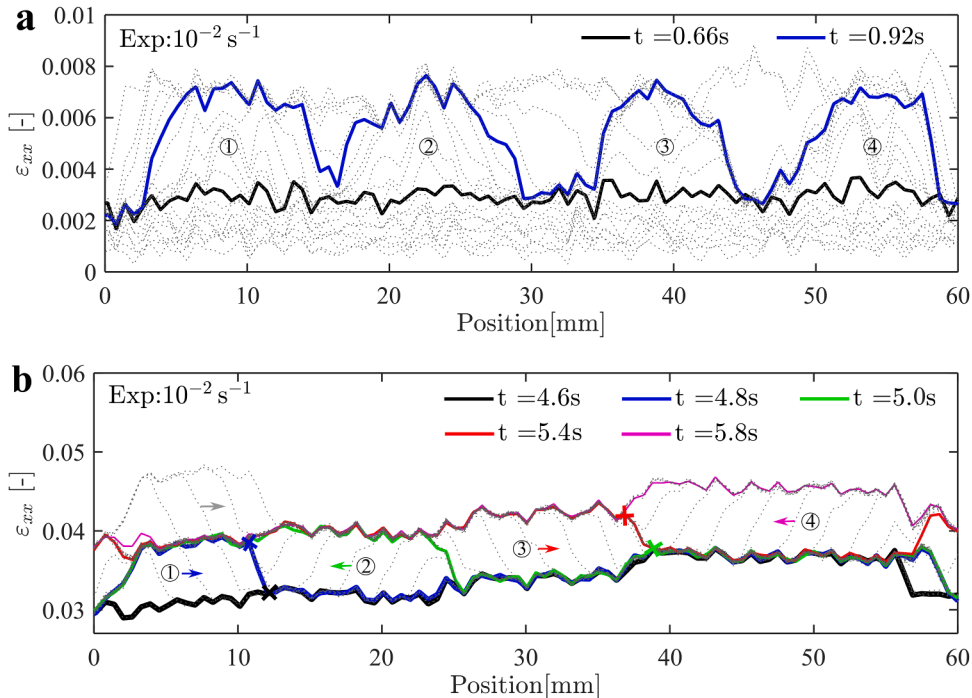 a
Exp:10⁻² s⁻¹
t =0.66s t =0.92s
0.01
0.008
0.006
0.004
0.002
0
εxx [-]
① ② ③ ④
0 10 20 30 40 50 60
Position[mm]
b
Exp:10⁻² s⁻¹
t =4.6s t =4.8s t =5.0s
t =5.4s t =5.8s
0.06
0.05
0.04
0.03
εxx [-]
① ② ③ ④
0 10 20 30 40 50 60
Position[mm]